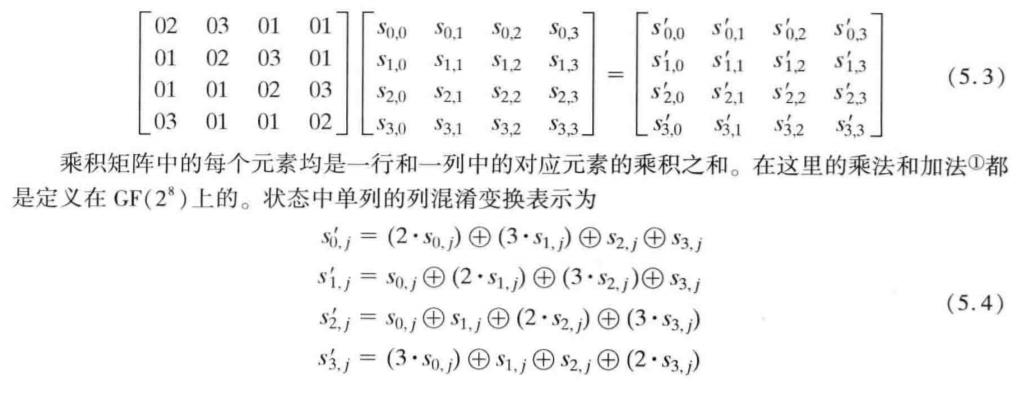 [02 03 01 01] [s0,0 s0,1 s0,2 s0,3] [s′0,0 s′0,1 s′0,2 s′0,3]
[01 02 03 01] [s1,0 s1,1 s1,2 s1,3] = [s′1,0 s′1,1 s′1,2 s′1,3] (5.3)
[01 01 02 03] [s2,0 s2,1 s2,2 s2,3] [s′2,0 s′2,1 s′2,2 s′2,3]
[03 01 01 02] [s3,0 s3,1 s3,2 s3,3] [s′3,0 s′3,1 s′3,2 s′3,3]
乘积矩阵中的每个元素均是一行和一列中的对应元素的乘积之和。在这里的乘法和加法①都
是定义在 GF(2⁸)上的。状态中单列的列混淆变换表示为
s′0,j = (2·s0,j)⊕(3·s1,j)⊕s2,j⊕s3,j
s′1,j = s0,j⊕(2·s1,j)⊕(3·s2,j)⊕s3,j
s′2,j = s0,j⊕s1,j⊕(2·s2,j)⊕(3·s3,j) (5.4)
s′3,j = (3·s0,j)⊕s1,j⊕s2,j⊕(2·s3,j)